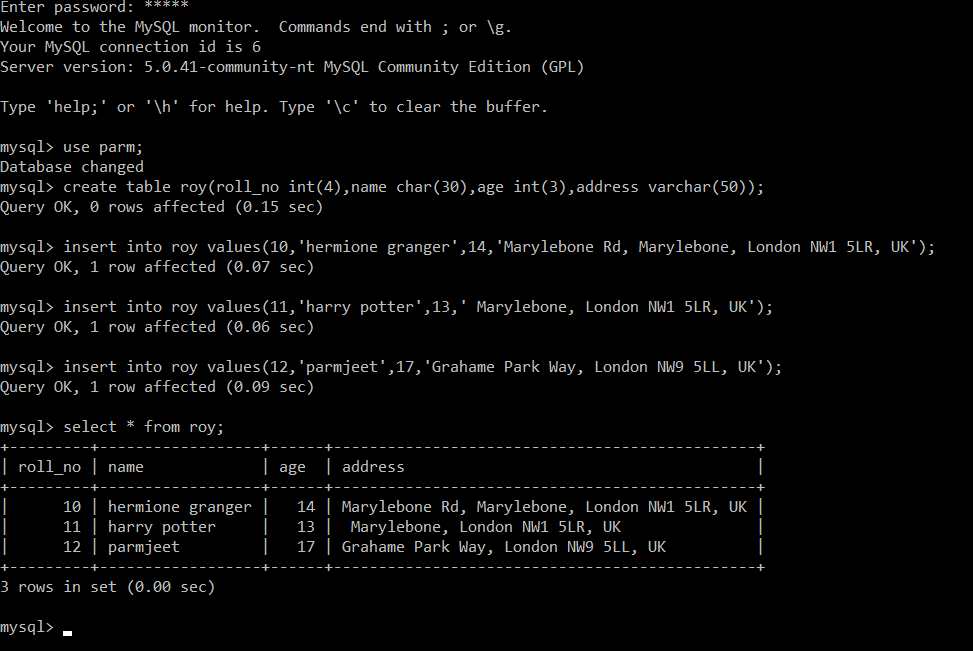 Enter password: *****
Welcome to the MySQL monitor.  Commands end with ; or \g.
Your MySQL connection id is 6
Server version: 5.0.41-community-nt MySQL Community Edition (GPL)
Type 'help;' or '\h' for help. Type '\c' to clear the buffer.
mysql> use parm;
Database changed
mysql> create table roy(roll_no int(4),name char(30),age int(3),address varchar(50));
Query OK, 0 rows affected (0.15 sec)
mysql> insert into roy values(10,'hermione granger',14,'Marylebone Rd, Marylebone, London NW1 5LR, UK');
Query OK, 1 row affected (0.07 sec)
mysql> insert into roy values(11,'harry potter',13,' Marylebone, London NW1 5LR, UK');
Query OK, 1 row affected (0.06 sec)
mysql> insert into roy values(12,'parmjeet',17,'Grahame Park Way, London NW9 5LL, UK');
Query OK, 1 row affected (0.09 sec)
mysql> select * from roy;
+---------+------------------+------+-----------------------------------------------+
| roll_no | name             | age  | address                                       |
+---------+------------------+------+-----------------------------------------------+
|      10 | hermione granger |   14 | Marylebone Rd, Marylebone, London NW1 5LR, UK |
|      11 | harry potter     |   13 |  Marylebone, London NW1 5LR, UK               |
|      12 | parmjeet         |   17 | Grahame Park Way, London NW9 5LL, UK          |
+---------+------------------+------+-----------------------------------------------+
3 rows in set (0.00 sec)
mysql> _